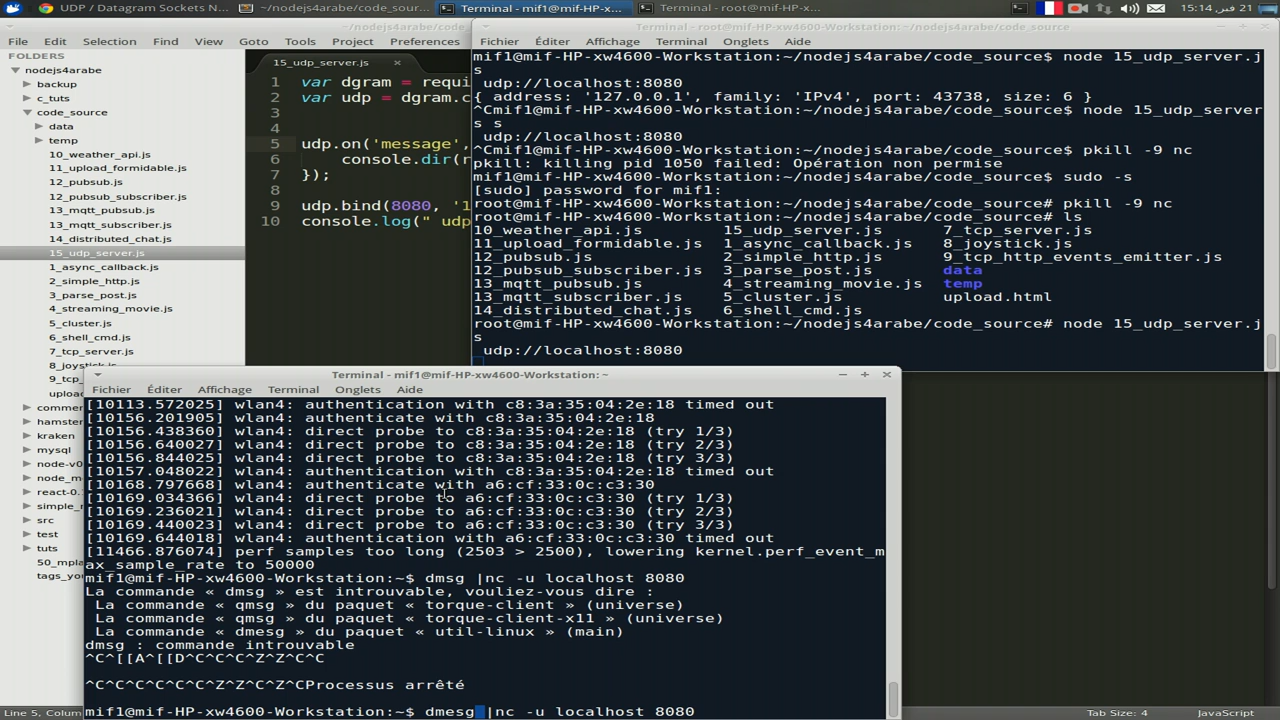 UDP / Datagram Sockets N...
~/nodejs4arabe/code_sour...
Terminal - mif1@mif-HP-x...
Terminal - root@mif-HP-x...
15:14 فبر, 21
File Edit Selection Find View Goto Tools Project Preferences
FOLDERS
nodejs4arabe
backup
c_tuts
code_source
data
temp
10_weather_api.js
11_upload_formidable.js
12_pubsub.js
12_pubsub_subscriber.js
13_mqtt_pubsub.js
13_mqtt_subscriber.js
14_distributed_chat.js
15_udp_server.js
1_async_callback.js
2_simple_http.js
3_parse_post.js
4_streaming_movie.js
5_cluster.js
6_shell_cmd.js
7_tcp_server.js
8_joystick.js
9_tcp_
uploa
comme
hamster
kraken
mysql
node-v0
node_m
react-0.
simple_
src
test
tuts
50_mpla
tags_you
15_udp_server.js
1 var dgram = requi
2 var udp = dgram.c
3
4
5 udp.on('message',
6 console.dir(r
7 });
8
9 udp.bind(8080, '1
10 console.log(" udp
Terminal - root@mif-HP-xw4600-Workstation: ~/nodejs4arabe/code_source
Fichier Éditer Affichage Terminal Onglets Aide
mif1@mif-HP-xw4600-Workstation:~/nodejs4arabe/code_source$ node 15_udp_server.j
s
udp://localhost:8080
{ address: '127.0.0.1', family: 'IPv4', port: 43738, size: 6 }
^Cmif1@mif-HP-xw4600-Workstation:~/nodejs4arabe/code_source$ node 15_udp_server
s s
udp://localhost:8080
^Cmif1@mif-HP-xw4600-Workstation:~/nodejs4arabe/code_source$ pkill -9 nc
pkill: killing pid 1050 failed: Opération non permise
mif1@mif-HP-xw4600-Workstation:~/nodejs4arabe/code_source$ sudo -s
[sudo] password for mif1:
root@mif-HP-xw4600-Workstation:~/nodejs4arabe/code_source# pkill -9 nc
root@mif-HP-xw4600-Workstation:~/nodejs4arabe/code_source# ls
10_weather_api.js 15_udp_server.js 7_tcp_server.js
11_upload_formidable.js 1_async_callback.js 8_joystick.js
12_pubsub.js 2_simple_http.js 9_tcp_http_events_emitter.js
12_pubsub_subscriber.js 3_parse_post.js data
13_mqtt_pubsub.js 4_streaming_movie.js temp
13_mqtt_subscriber.js 5_cluster.js upload.html
14_distributed_chat.js 6_shell_cmd.js
root@mif-HP-xw4600-Workstation:~/nodejs4arabe/code_source# node 15_udp_server.j
s
udp://localhost:8080
Terminal - mif1@mif-HP-xw4600-Workstation: ~
Fichier Éditer Affichage Terminal Onglets Aide
[10113.572025] wlan4: authentication with c8:3a:35:04:2e:18 timed out
[10156.201905] wlan4: authenticate with c8:3a:35:04:2e:18
[10156.438360] wlan4: direct probe to c8:3a:35:04:2e:18 (try 1/3)
[10156.640027] wlan4: direct probe to c8:3a:35:04:2e:18 (try 2/3)
[10156.844025] wlan4: direct probe to c8:3a:35:04:2e:18 (try 3/3)
[10157.048022] wlan4: authentication with c8:3a:35:04:2e:18 timed out
[10168.797668] wlan4: authenticate with a6:cf:33:0c:c3:30
[10169.034366] wlan4: direct probe to a6:cf:33:0c:c3:30 (try 1/3)
[10169.236021] wlan4: direct probe to a6:cf:33:0c:c3:30 (try 2/3)
[10169.440023] wlan4: direct probe to a6:cf:33:0c:c3:30 (try 3/3)
[10169.644018] wlan4: authentication with a6:cf:33:0c:c3:30 timed out
[11466.876074] perf samples too long (2503 > 2500), lowering kernel.perf_event_m
ax_sample_rate to 50000
mif1@mif-HP-xw4600-Workstation:~$ dmsg |nc -u localhost 8080
La commande « dmsg » est introuvable, vouliez-vous dire :
La commande « qmsg » du paquet « torque-client » (universe)
La commande « qmsg » du paquet « torque-client-x11 » (universe)
La commande « dmesg » du paquet « util-linux » (main)
dmsg : commande introuvable
^C^[[A^[[D^C^C^C^Z^Z^C^C

^C^C^C^C^C^C^Z^Z^C^Z^CProcessus arrêté

mif1@mif-HP-xw4600-Workstation:~$ dmesg |nc -u localhost 8080
Line 5, Colum
Tab Size: 4
JavaScript